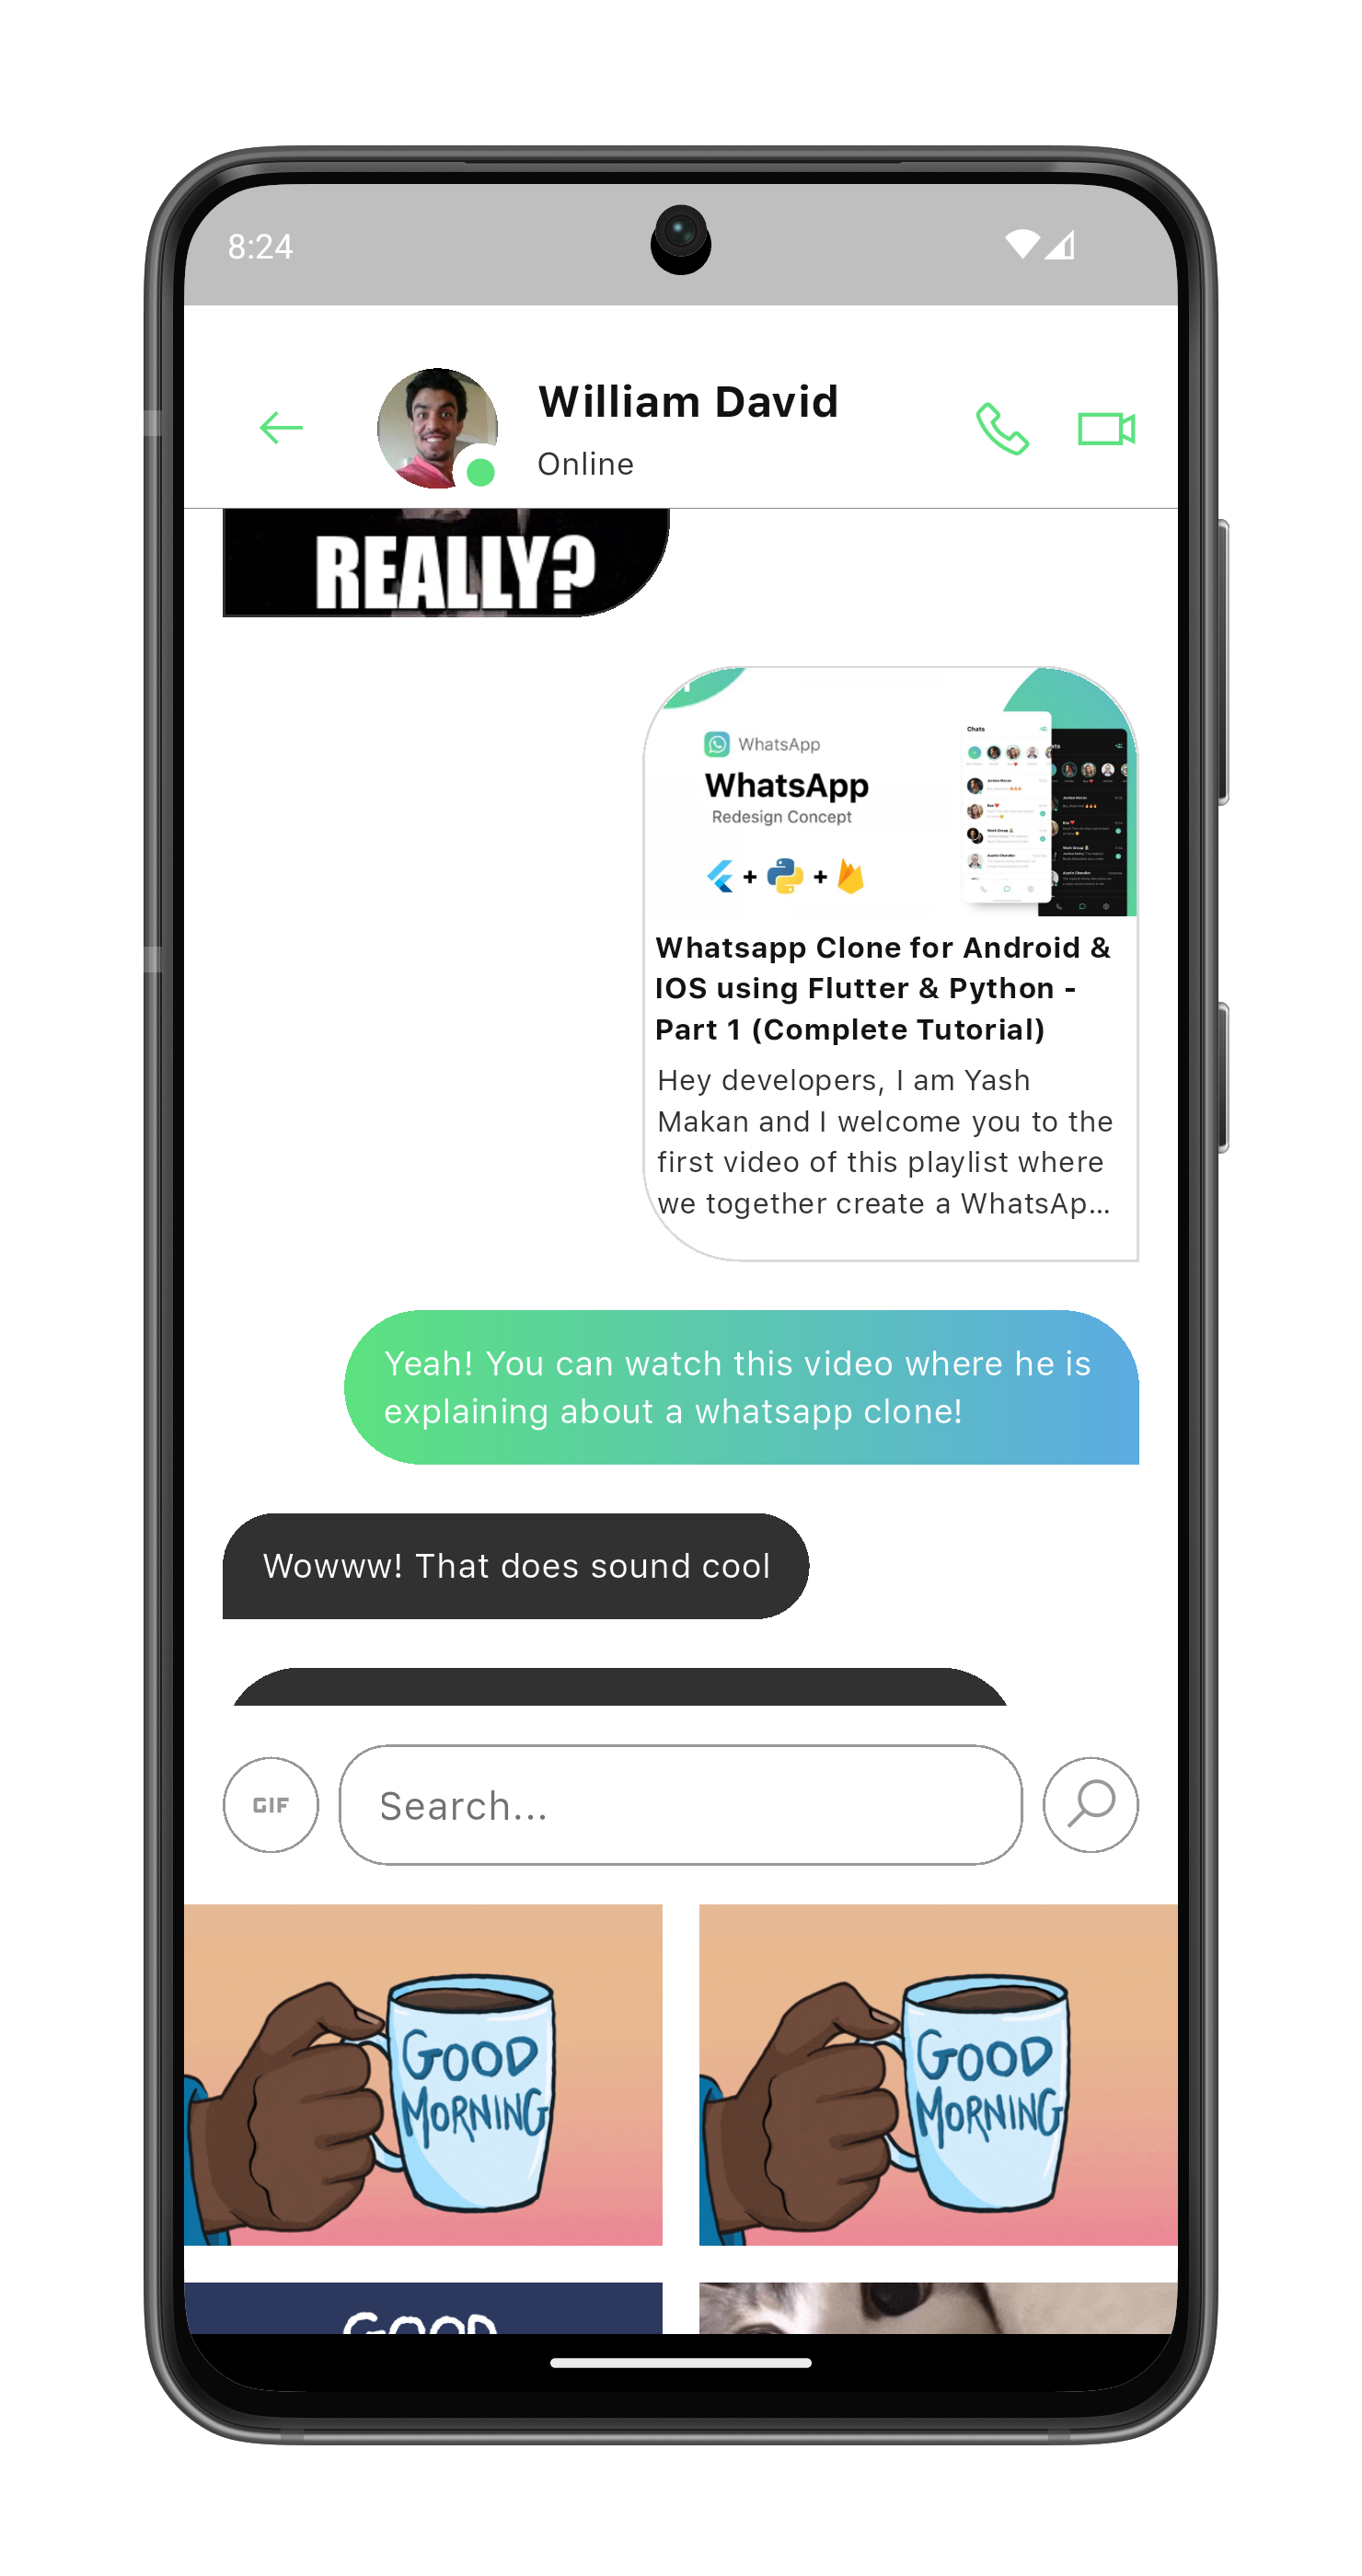 8:24
William David
Online
REALLY?
WhatsApp
WhatsApp
Redesign Concept
+ +
Chats
Whatsapp Clone for Android &
IOS using Flutter & Python -
Part 1 (Complete Tutorial)
Hey developers, I am Yash
Makan and I welcome you to the
first video of this playlist where
we together create a WhatsAp...
Yeah! You can watch this video where he is
explaining about a whatsapp clone!
Wowww! That does sound cool
GIF
Search...
GOOD
MORNING
GOOD
MORNING
GOOD